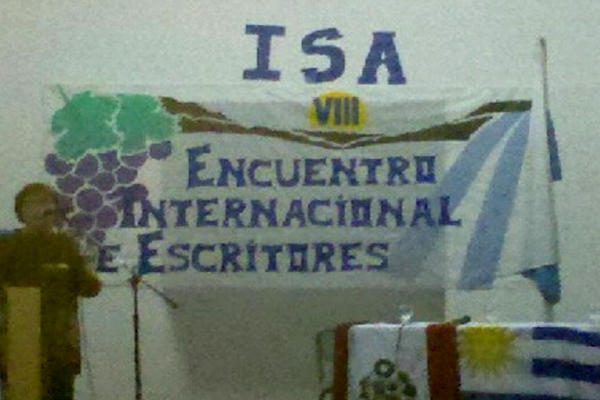 ISA
VIII
ENCUENTRO
INTERNACIONAL
E ESCRITORES